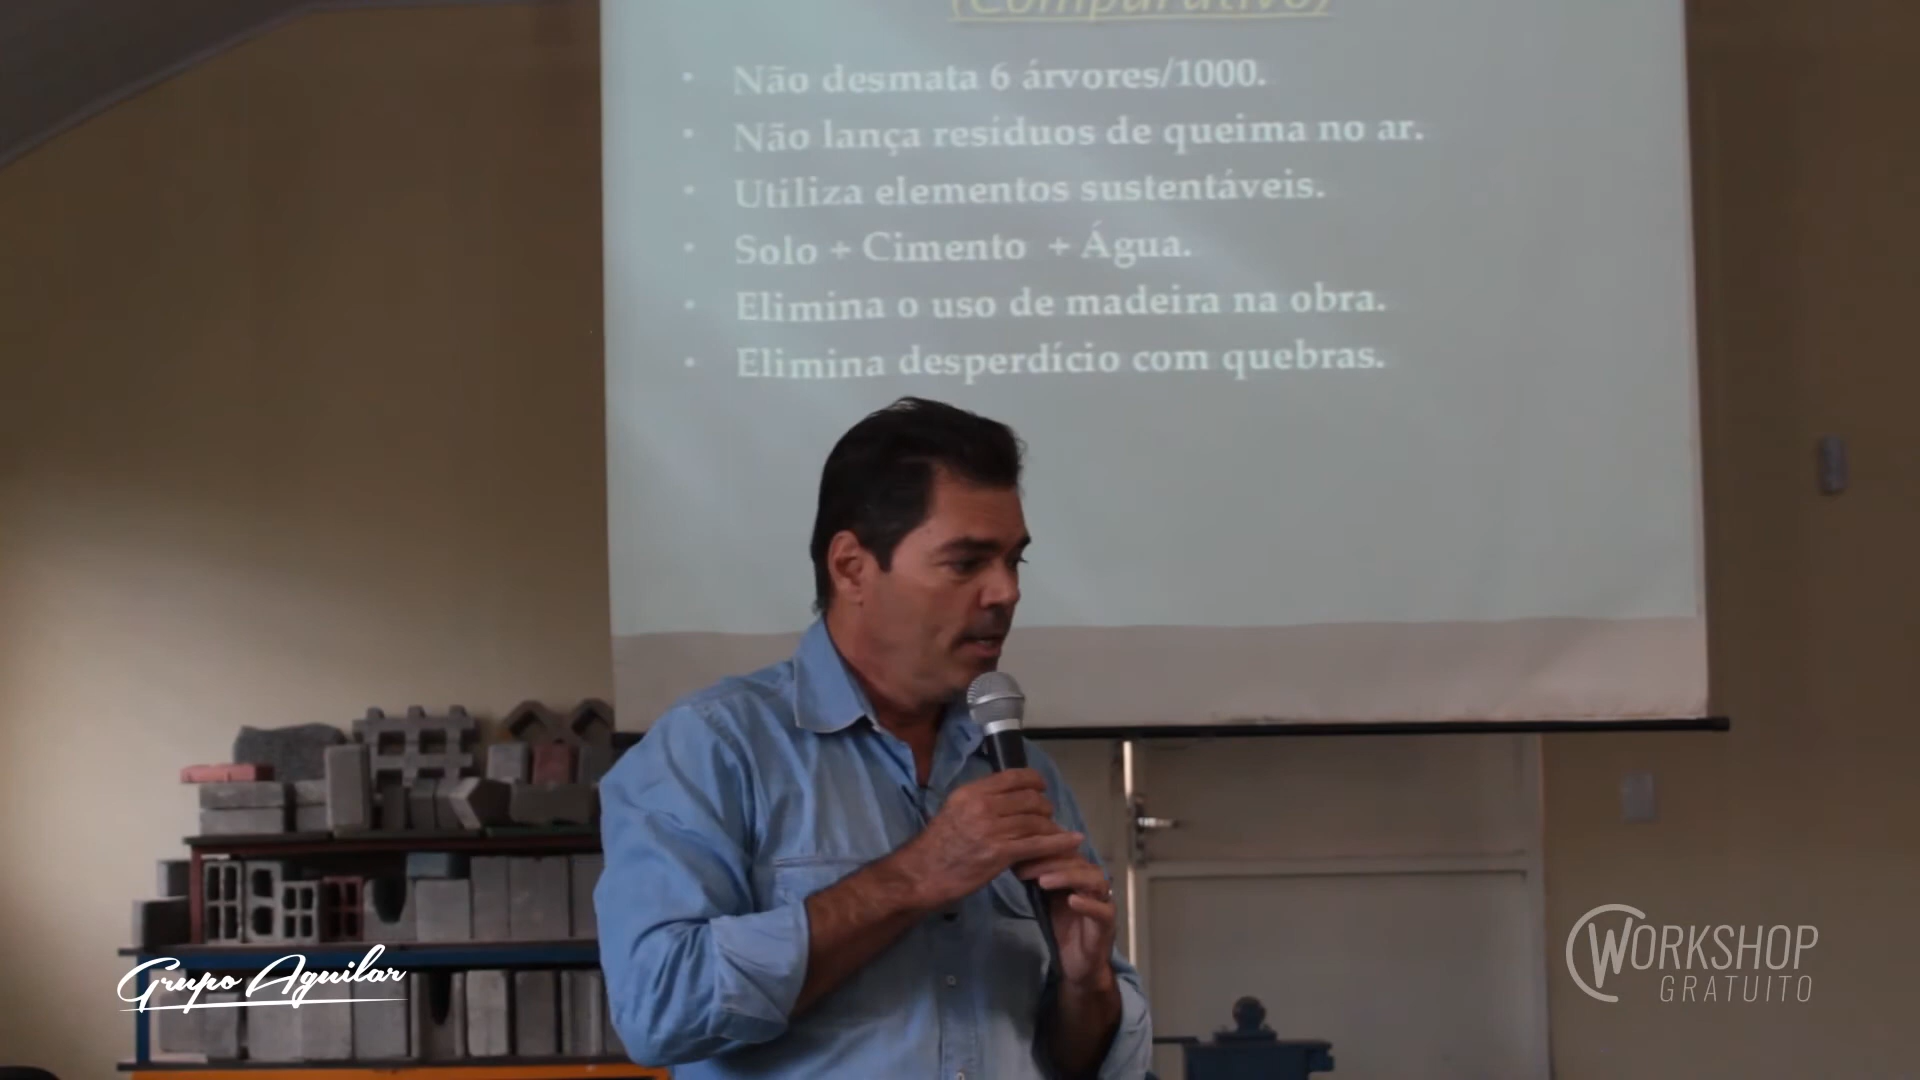 (Comparativo)
Não desmata 6 árvores/1000.
Não lança resíduos de queima no ar.
Utiliza elementos sustentáveis.
Solo + Cimento + Água.
Elimina o uso de madeira na obra.
Elimina desperdício com quebras.
Grupo Aguilar
WORKSHOP
GRATUITO